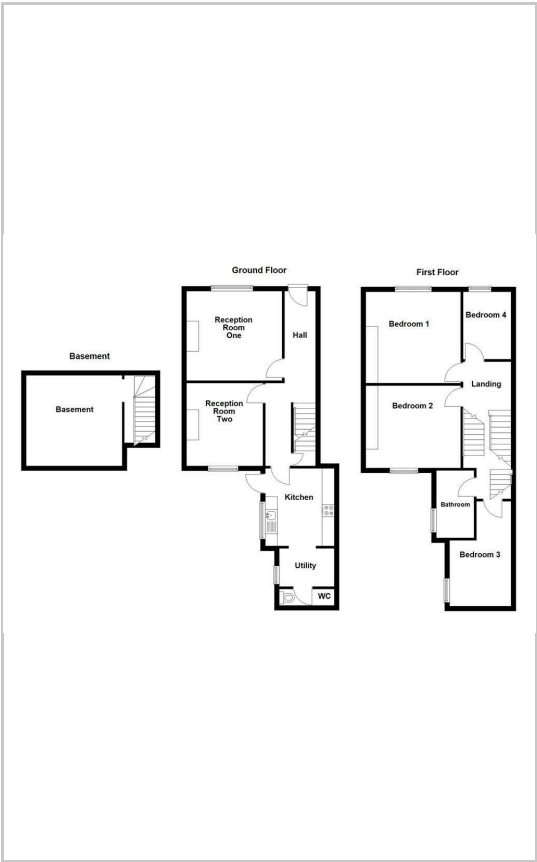 Basement
Basement
Ground Floor
Reception
Room
One
Hall
Reception
Room
Two
Kitchen
Utility
WC
First Floor
Bedroom 1
Bedroom 4
Landing
Bedroom 2
Bathroom
Bedroom 3